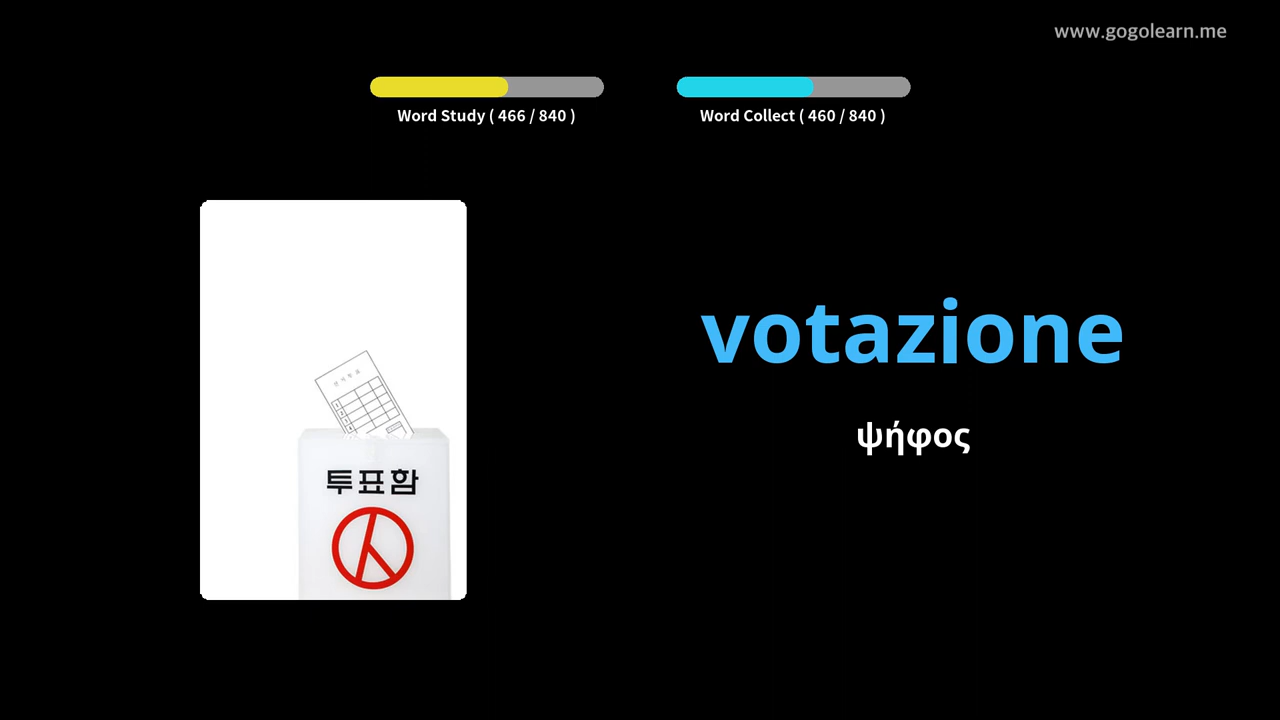 www.gogolearn.me
Word Study ( 466 / 840 )
Word Collect ( 460 / 840 )
votazione
ψήφος
투표함